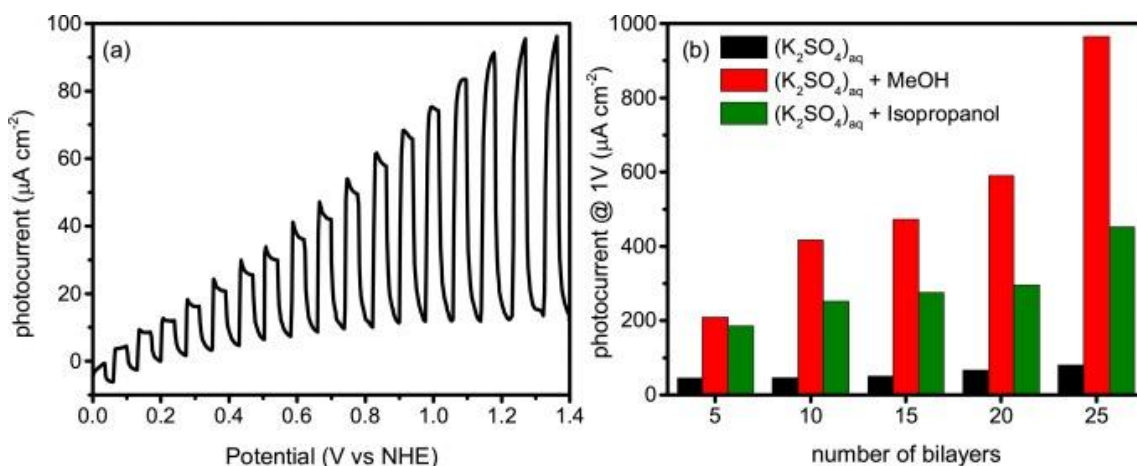 (a)
photocurrent (μA cm⁻²)
100
80
60
40
20
0
0.0 0.2 0.4 0.6 0.8 1.0 1.2 1.4
Potential (V vs NHE)
(b)
(K₂SO₄)aq
(K₂SO₄)aq + MeOH
(K₂SO₄)aq + Isopropanol
photocurrent @ 1V (μA cm⁻²)
1000
800
600
400
200
0
5 10 15 20 25
number of bilayers